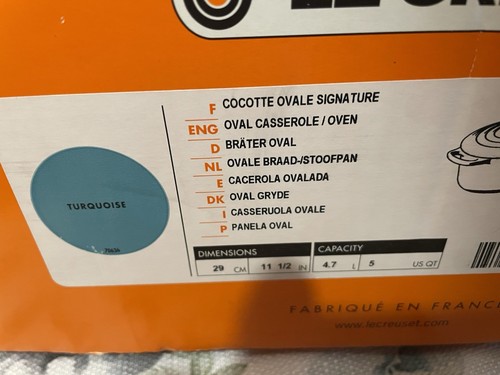 LE CRE
F COCOTTE OVALE SIGNATURE
ENG OVAL CASSEROLE / OVEN
D BRÄTER OVAL
NL OVALE BRAAD-/STOOFPAN
E CACEROLA OVALADA
DK OVAL GRYDE
I CASSERUOLA OVALE
P PANELA OVAL
TURQUOISE
DIMENSIONS CAPACITY
29 CM 11 1/2 IN 4.7 L 5 US QT
FABRIQUÉ EN FRANCE
www.lecreuset.com